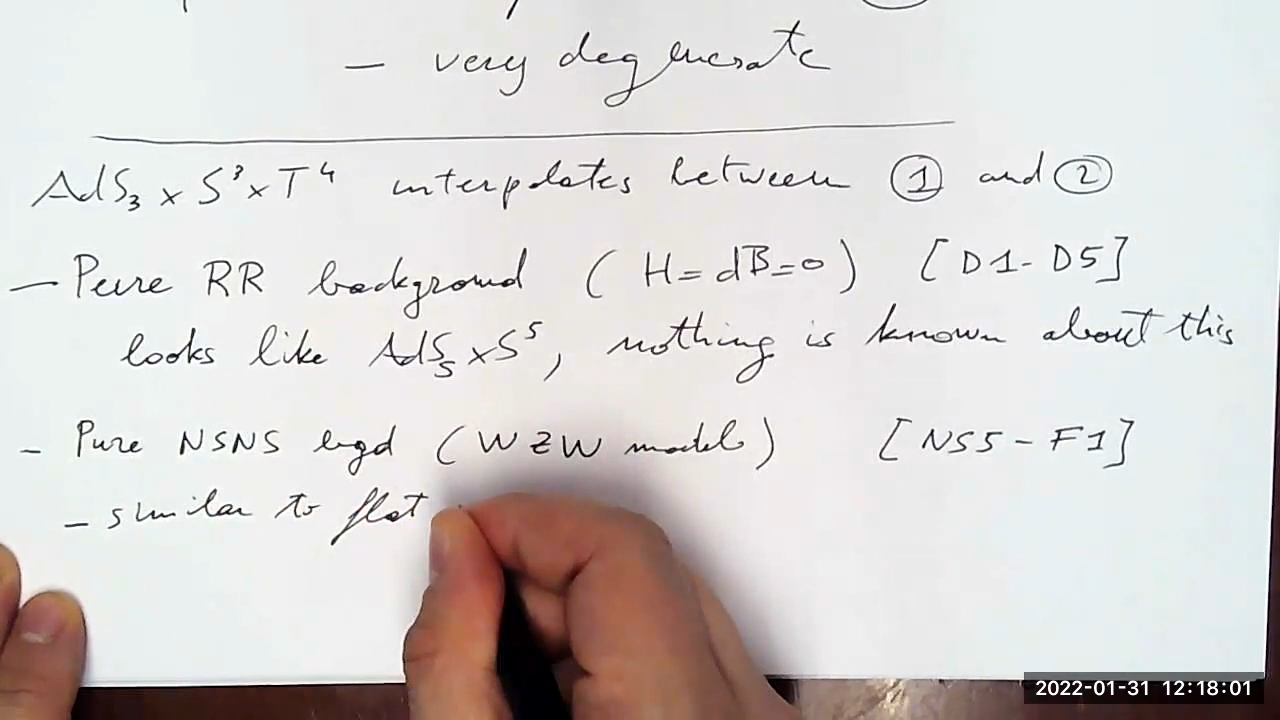 - very degenerate
AdS₃ × S³ × T⁴ interpolates between ① and ②
- Pure RR background ( H = dB = 0 ) [ D1 - D5 ]
looks like AdS₅ × S⁵, nothing is known about this
- Pure NSNS bgd ( WZW models ) [ NS5 - F1 ]
- similar to flat
2022-01-31 12:18:01